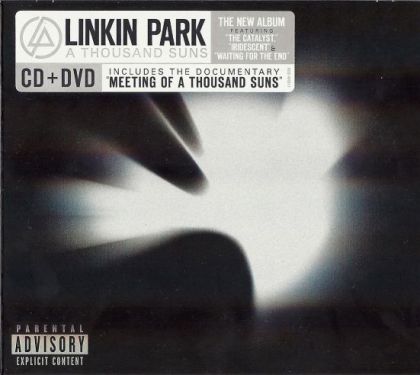 LINKIN PARK
A THOUSAND SUNS
THE NEW ALBUM
FEATURING
"THE CATALYST,"
"IRIDESCENT" &
"WAITING FOR THE END"
CD+DVD
INCLUDES THE DOCUMENTARY
"MEETING OF A THOUSAND SUNS"
PARENTAL
ADVISORY
EXPLICIT CONTENT